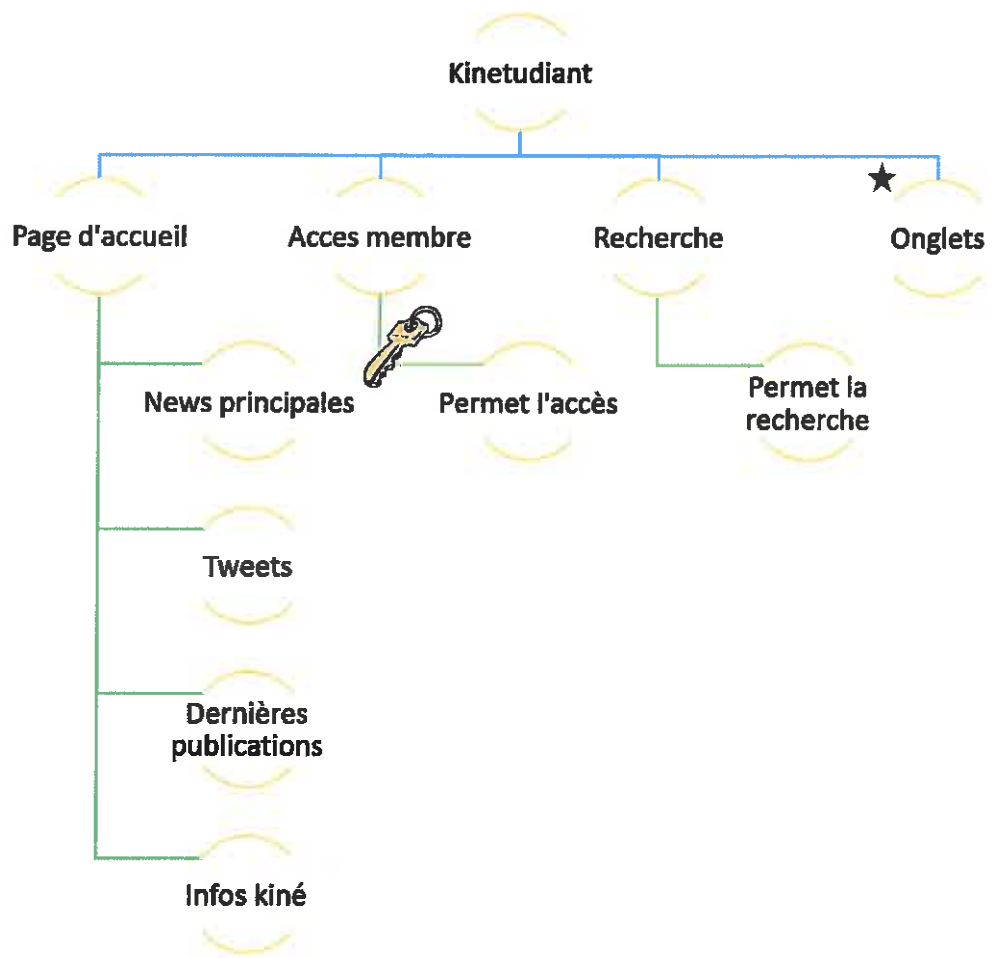 Kinetudiant
Page d'accueil
Acces membre
Recherche
Onglets
News principales
Permet l'accès
Permet la
recherche
Tweets
Dernières
publications
Infos kiné